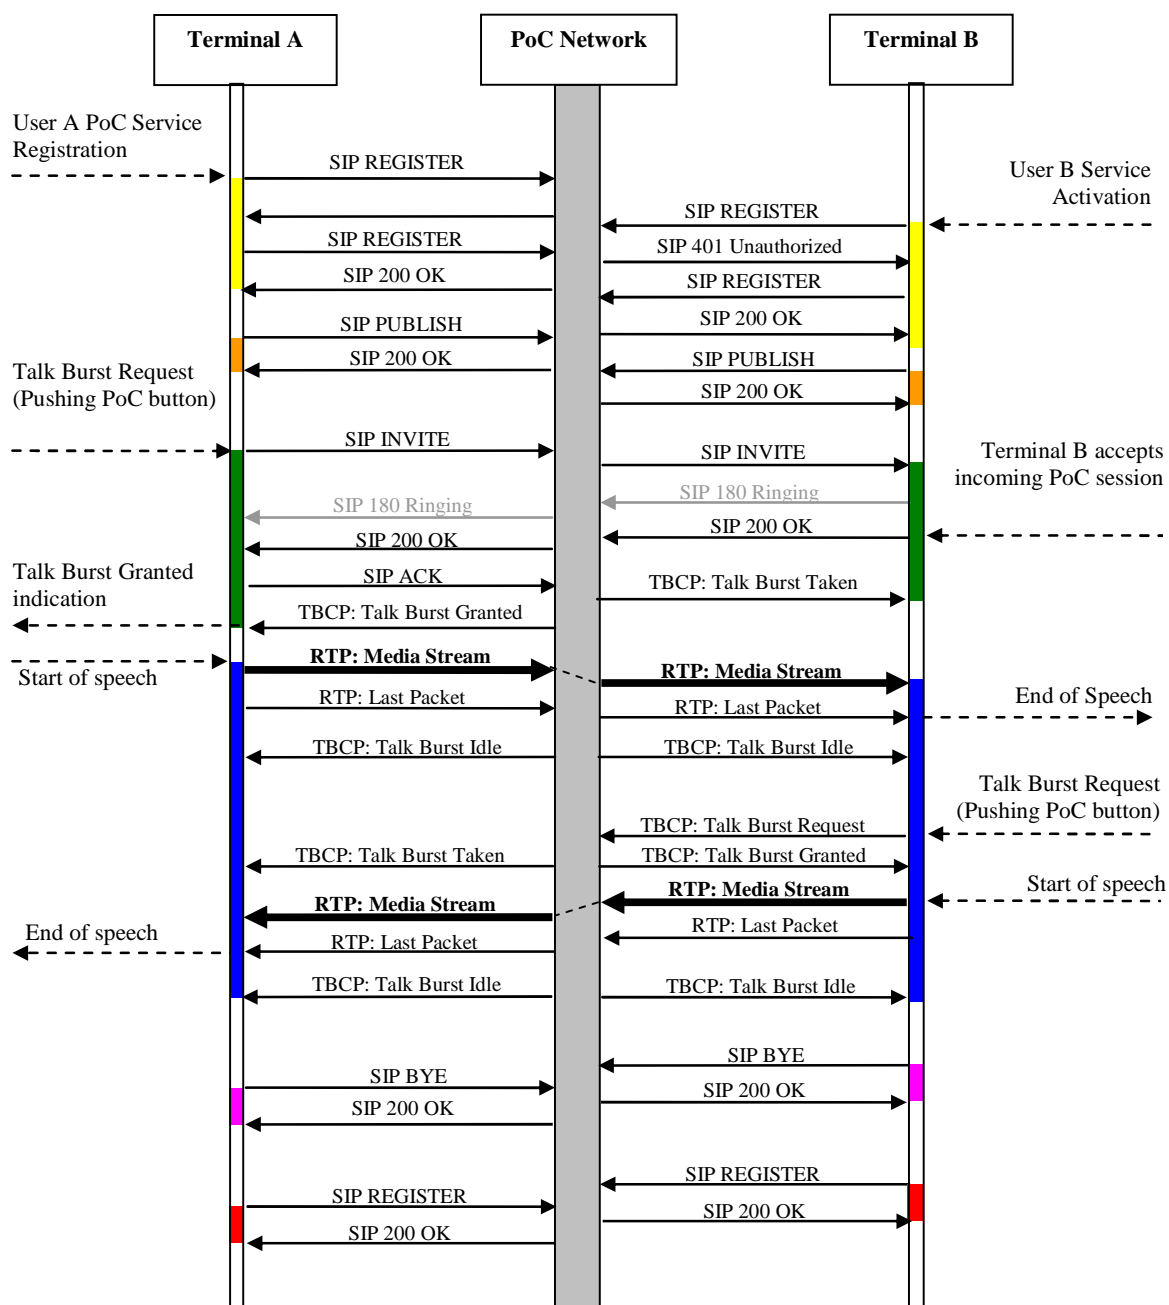 Terminal A
PoC Network
Terminal B
User A PoC Service
Registration
SIP REGISTER
User B Service
Activation
SIP REGISTER
SIP REGISTER
SIP 401 Unauthorized
SIP 200 OK
SIP REGISTER
SIP PUBLISH
SIP 200 OK
SIP 200 OK
SIP PUBLISH
Talk Burst Request
(Pushing PoC button)
SIP 200 OK
SIP INVITE
SIP INVITE
Terminal B accepts
incoming PoC session
SIP 180 Ringing
SIP 180 Ringing
SIP 200 OK
SIP 200 OK
Talk Burst Granted
indication
SIP ACK
TBCP: Talk Burst Taken
TBCP: Talk Burst Granted
RTP: Media Stream
Start of speech
RTP: Media Stream
RTP: Last Packet
RTP: Last Packet
End of Speech
TBCP: Talk Burst Idle
TBCP: Talk Burst Idle
Talk Burst Request
(Pushing PoC button)
TBCP: Talk Burst Request
TBCP: Talk Burst Taken
TBCP: Talk Burst Granted
RTP: Media Stream
Start of speech
RTP: Media Stream
RTP: Last Packet
End of speech
RTP: Last Packet
TBCP: Talk Burst Idle
TBCP: Talk Burst Idle
SIP BYE
SIP BYE
SIP 200 OK
SIP 200 OK
SIP REGISTER
SIP REGISTER
SIP 200 OK
SIP 200 OK